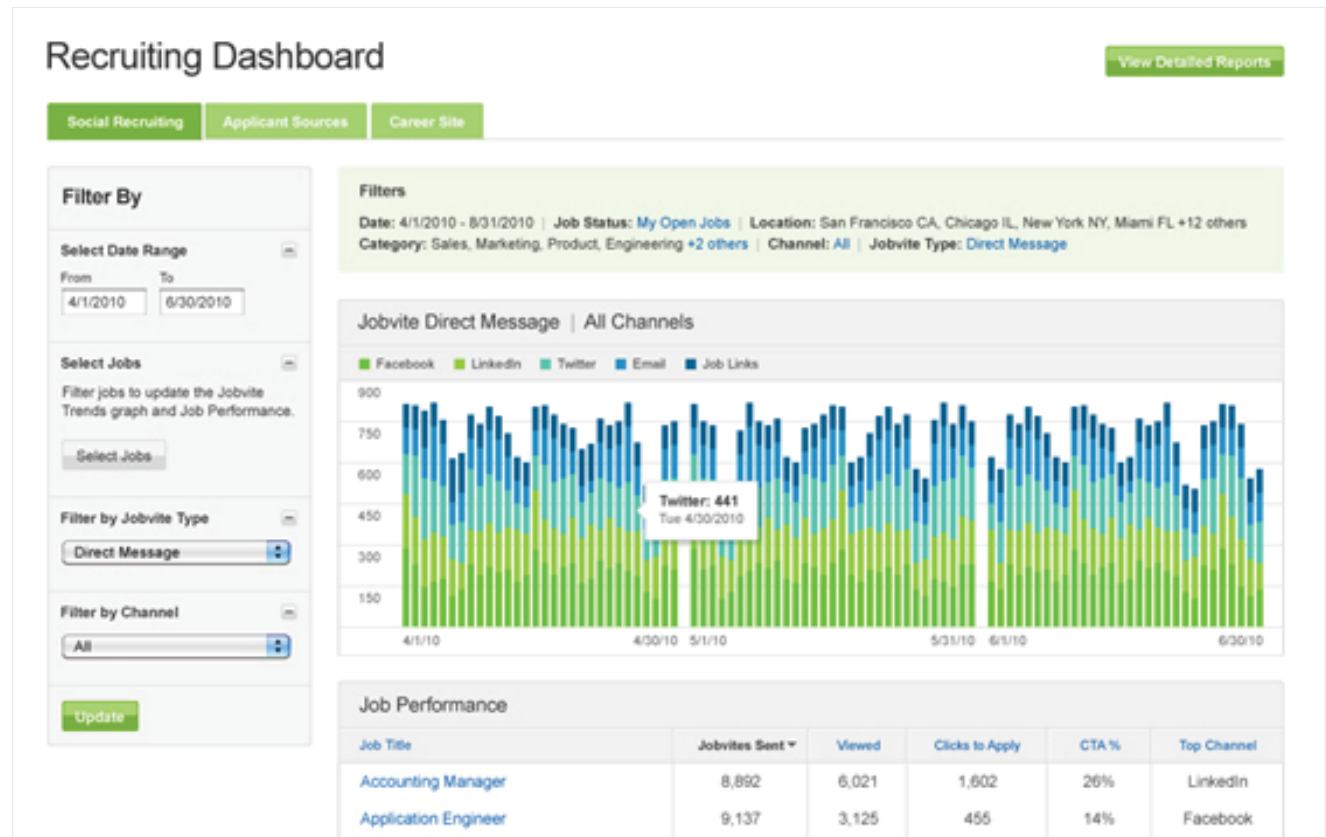 Recruiting Dashboard
View Detailed Reports
Social Recruiting
Applicant Sources
Career Site
Filter By
Select Date Range
From To
4/1/2010 6/30/2010
Select Jobs
Filter jobs to update the Jobvite
Trends graph and Job Performance.
Select Jobs
Filter by Jobvite Type
Direct Message
Filter by Channel
All
Update
Filters
Date: 4/1/2010 - 8/31/2010 | Job Status: My Open Jobs | Location: San Francisco CA, Chicago IL, New York NY, Miami FL +12 others
Category: Sales, Marketing, Product, Engineering +2 others | Channel: All | Jobvite Type: Direct Message
Jobvite Direct Message | All Channels
Facebook LinkedIn Twitter Email Job Links
900
750
600
450
300
150
Twitter: 441
Tue 4/30/2010
4/1/10 4/30/10 5/1/10 5/31/10 6/1/10 6/30/10
Job Performance
Job Title Jobvites Sent Viewed Clicks to Apply CTA % Top Channel
Accounting Manager 8,892 6,021 1,602 26% LinkedIn
Application Engineer 9,137 3,125 455 14% Facebook